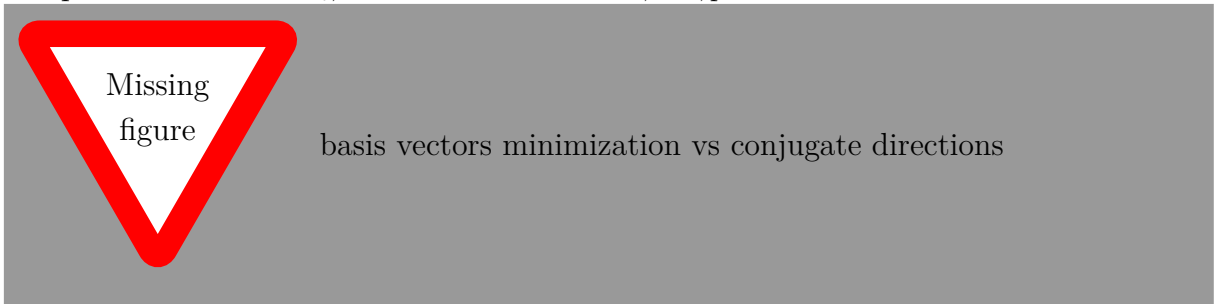 Missing
figure
basis vectors minimization vs conjugate directions